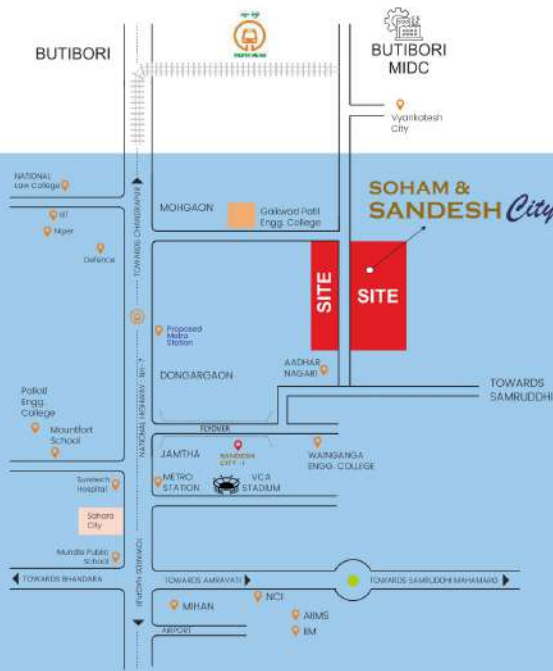 BUTIBORI
BUTIBORI
MIDC
Vyankatesh
City
NATIONAL
Law College
IIIT
Niper
Defence
TOWARDS CHANDRAPUR
MOHGAON
Gaikwad Patil
Engg. College
SOHAM &
SANDESH City
SITE
SITE
Proposed
Metro
Station
NATIONAL HIGHWAY - NH-7
DONGARGAON
AADHAR
NAGARI
TOWARDS
SAMRUDDHI
Pallotti
Engg.
College
Mountfort
School
FLYOVER
JAMTHA
SANDESH
CITY -I
WAINGANGA
ENGG. COLLEGE
METRO
STATION
VCA
STADIUM
Suretech
Hospital
Sahara
City
Mundle Public
School
TOWARDS NAGPUR
TOWARDS BHANDARA
TOWARDS AMRAVATI
TOWARDS SAMRUDDHI MAHAMARG
MIHAN
NCI
AIIMS
IIM
AIRPORT